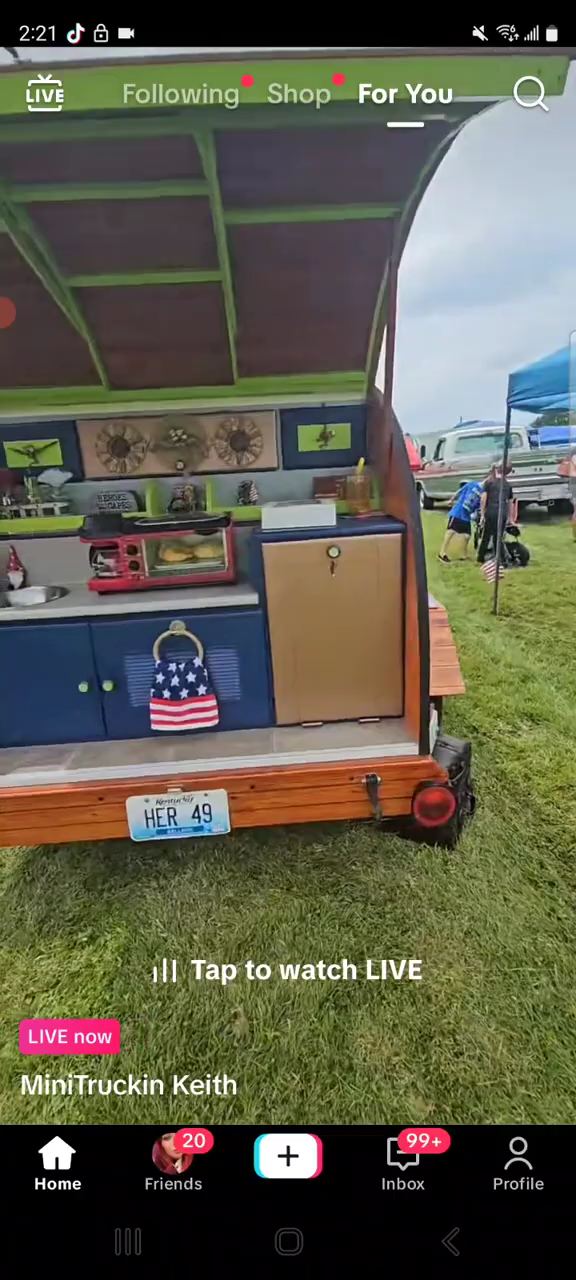 2:21
LIVE
Following
Shop
For You
Kentucky
HER 49
Tap to watch LIVE
LIVE now
MiniTruckin Keith
20
99+
Home
Friends
Inbox
Profile